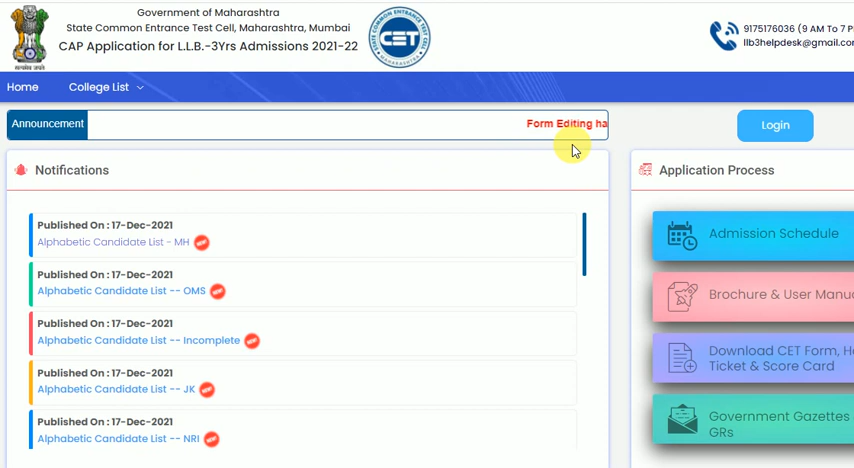 Government of Maharashtra
State Common Entrance Test Cell, Maharashtra, Mumbai
CAP Application for L.L.B.-3Yrs Admissions 2021-22
CET
9175176036 (9 AM To 7 P
llb3helpdesk@gmail.co
Home
College List
Announcement
Form Editing ha
Login
Notifications
Application Process
Published On : 17-Dec-2021
Alphabetic Candidate List - MH
Published On : 17-Dec-2021
Alphabetic Candidate List -- OMS
Published On : 17-Dec-2021
Alphabetic Candidate List -- Incomplete
Published On : 17-Dec-2021
Alphabetic Candidate List -- JK
Published On : 17-Dec-2021
Alphabetic Candidate List -- NRI
Admission Schedule
Brochure & User Manua
Download CET Form, Ha
Ticket & Score Card
Government Gazettes
GRs